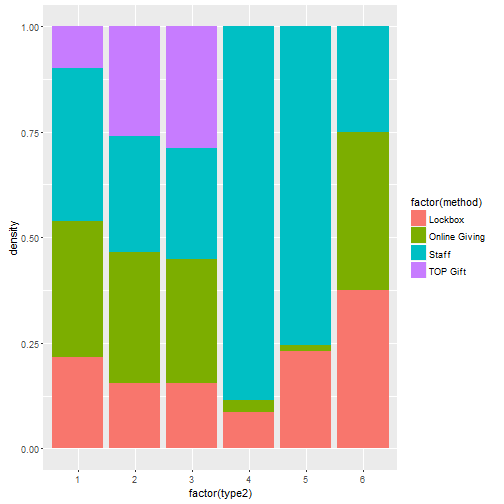 1.00
0.75
0.50
0.25
0.00
density
1 2 3 4 5 6
factor(type2)
factor(method)
Lockbox
Online Giving
Staff
TOP Gift